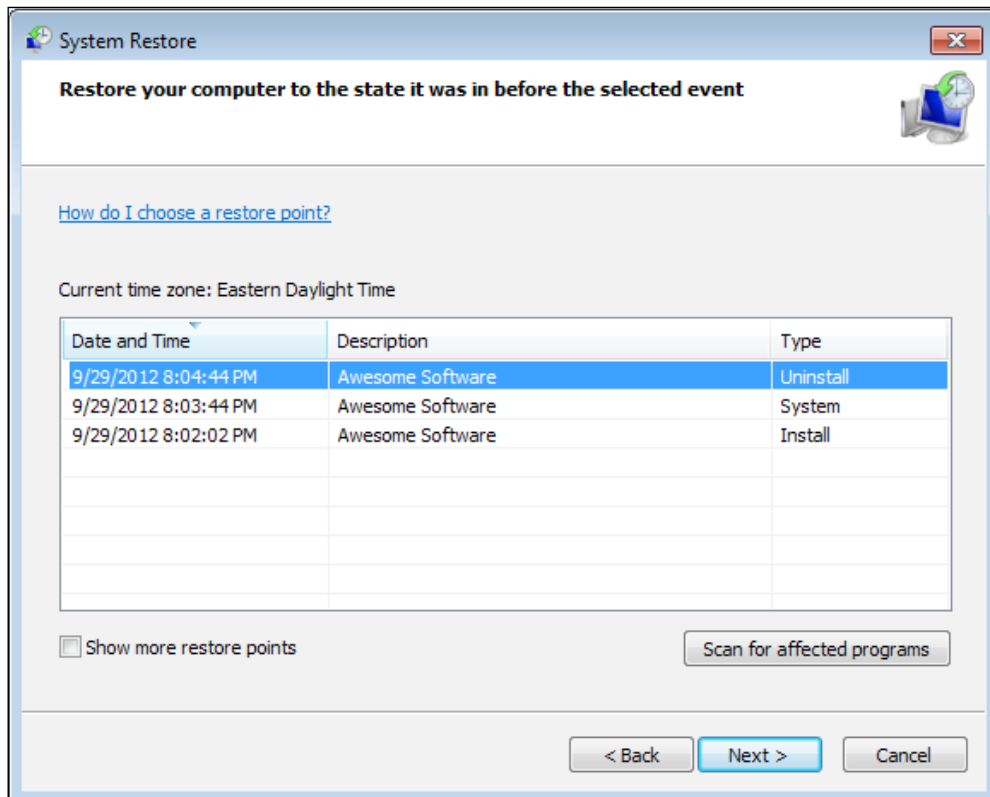 System Restore
Restore your computer to the state it was in before the selected event
How do I choose a restore point?
Current time zone: Eastern Daylight Time
Date and Time Description Type
9/29/2012 8:04:44 PM Awesome Software Uninstall
9/29/2012 8:03:44 PM Awesome Software System
9/29/2012 8:02:02 PM Awesome Software Install
Show more restore points Scan for affected programs
< Back Next > Cancel